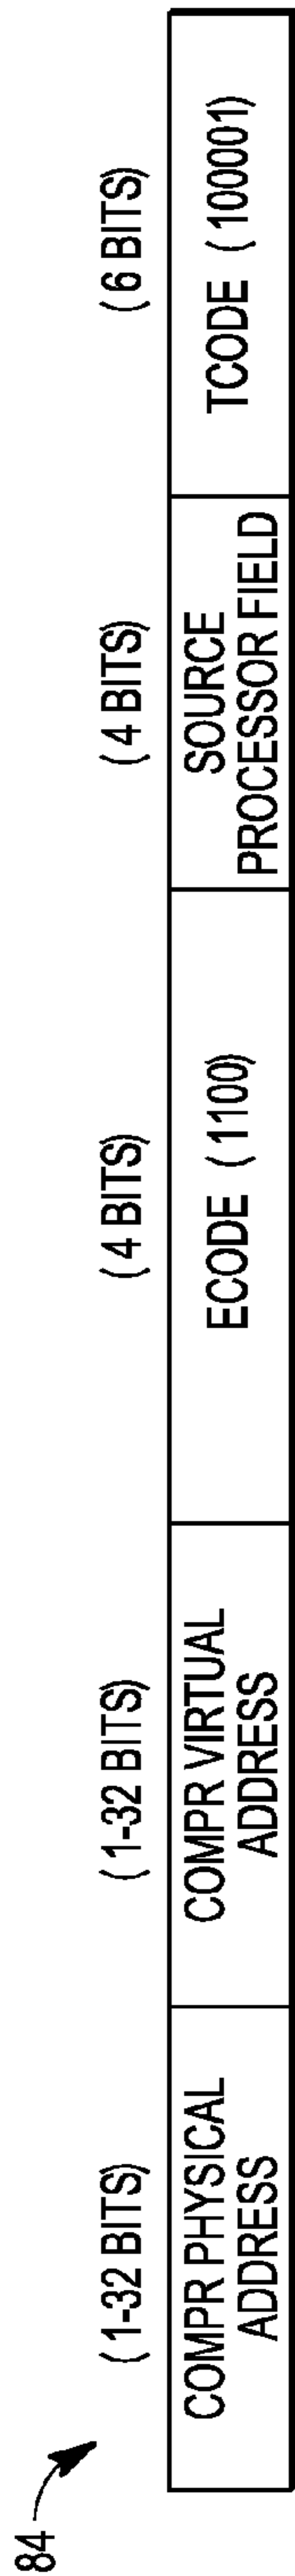 84
( 1-32 BITS)
( 1-32 BITS)
( 4 BITS)
( 4 BITS)
( 6 BITS)
COMPR PHYSICAL
ADDRESS
COMPR VIRTUAL
ADDRESS
ECODE ( 1100)
SOURCE
PROCESSOR FIELD
TCODE ( 100001)